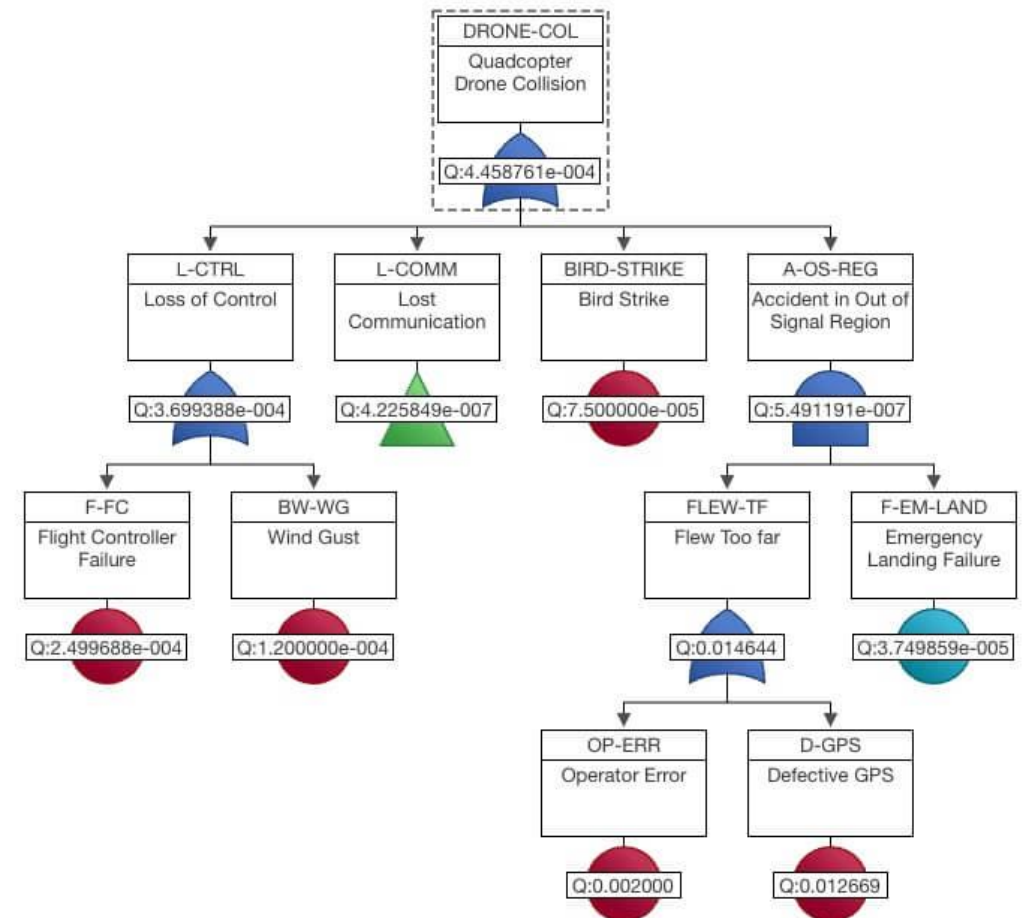 DRONE-COL
Quadcopter
Drone Collision
Q:4.458761e-004
L-CTRL
Loss of Control
Q:3.699388e-004
L-COMM
Lost
Communication
Q:4.225849e-007
BIRD-STRIKE
Bird Strike
Q:7.500000e-005
A-OS-REG
Accident in Out of
Signal Region
Q:5.491191e-007
F-FC
Flight Controller
Failure
Q:2.499688e-004
BW-WG
Wind Gust
Q:1.200000e-004
FLEW-TF
Flew Too far
Q:0.014644
F-EM-LAND
Emergency
Landing Failure
Q:3.749859e-005
OP-ERR
Operator Error
Q:0.002000
D-GPS
Defective GPS
Q:0.012669